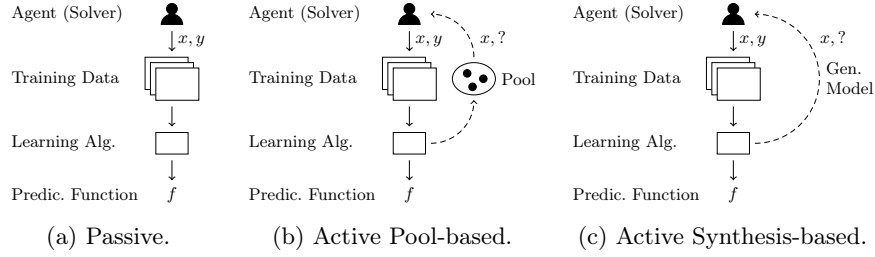 Agent (Solver)
x, y
Training Data
Learning Alg.
Predic. Function f
(a) Passive.
Agent (Solver)
x, y
x, ?
Training Data
Pool
Learning Alg.
Predic. Function f
(b) Active Pool-based.
Agent (Solver)
x, y
x, ?
Training Data
Gen.
Model
Learning Alg.
Predic. Function f
(c) Active Synthesis-based.